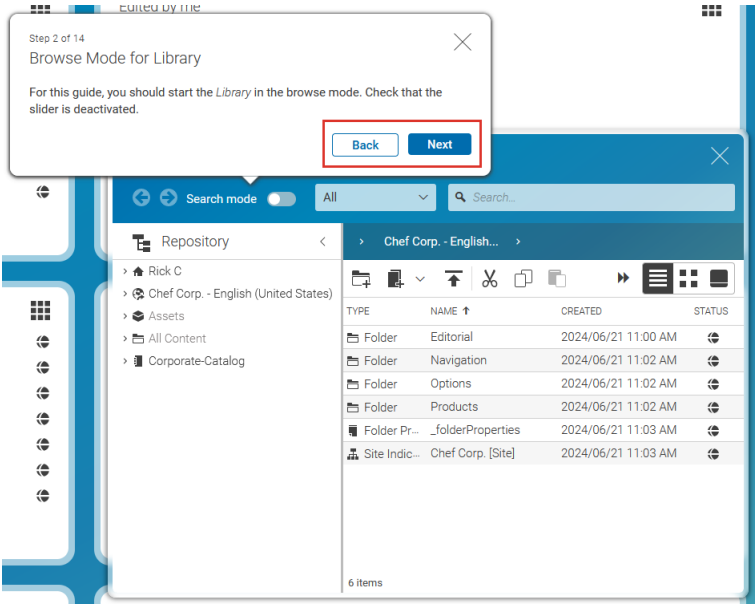 Edited by me
Step 2 of 14
Browse Mode for Library
For this guide, you should start the Library in the browse mode. Check that the
slider is deactivated.
Back
Next
Search mode
All
Search...
Repository
Chef Corp. - English...
Rick C
Chef Corp. - English (United States)
Assets
All Content
Corporate-Catalog
TYPE NAME CREATED STATUS
Folder Editorial 2024/06/21 11:00 AM
Folder Navigation 2024/06/21 11:02 AM
Folder Options 2024/06/21 11:02 AM
Folder Products 2024/06/21 11:02 AM
Folder Pr... _folderProperties 2024/06/21 11:03 AM
Site Indic... Chef Corp. [Site] 2024/06/21 11:03 AM
6 items